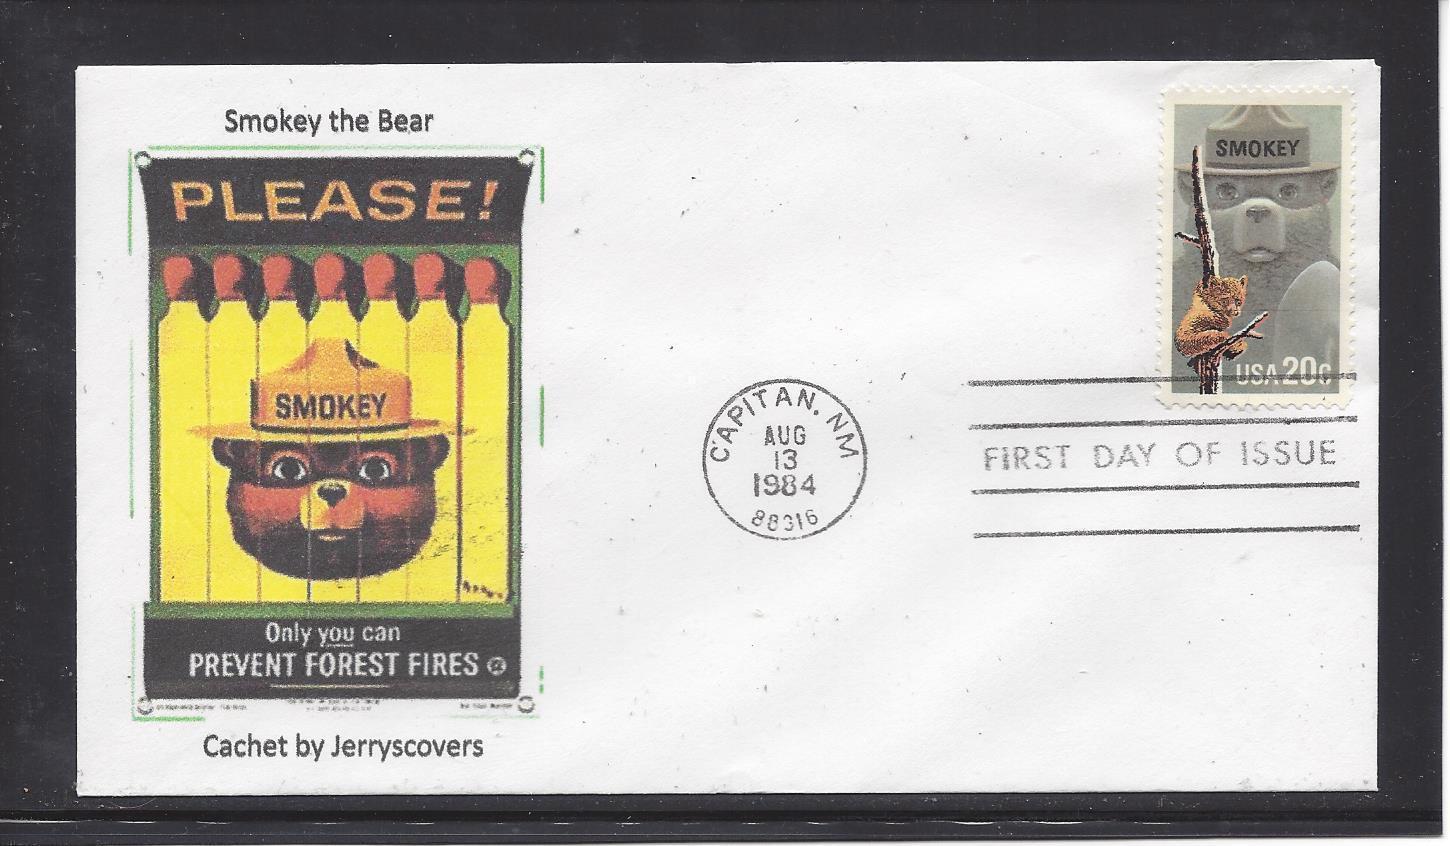 Smokey the Bear
PLEASE!
SMOKEY
Only you can
PREVENT FOREST FIRES
Cachet by Jerryscovers
SMOKEY
USA 20c
CAPITAN, NM
AUG
13
1984
88316
FIRST DAY OF ISSUE